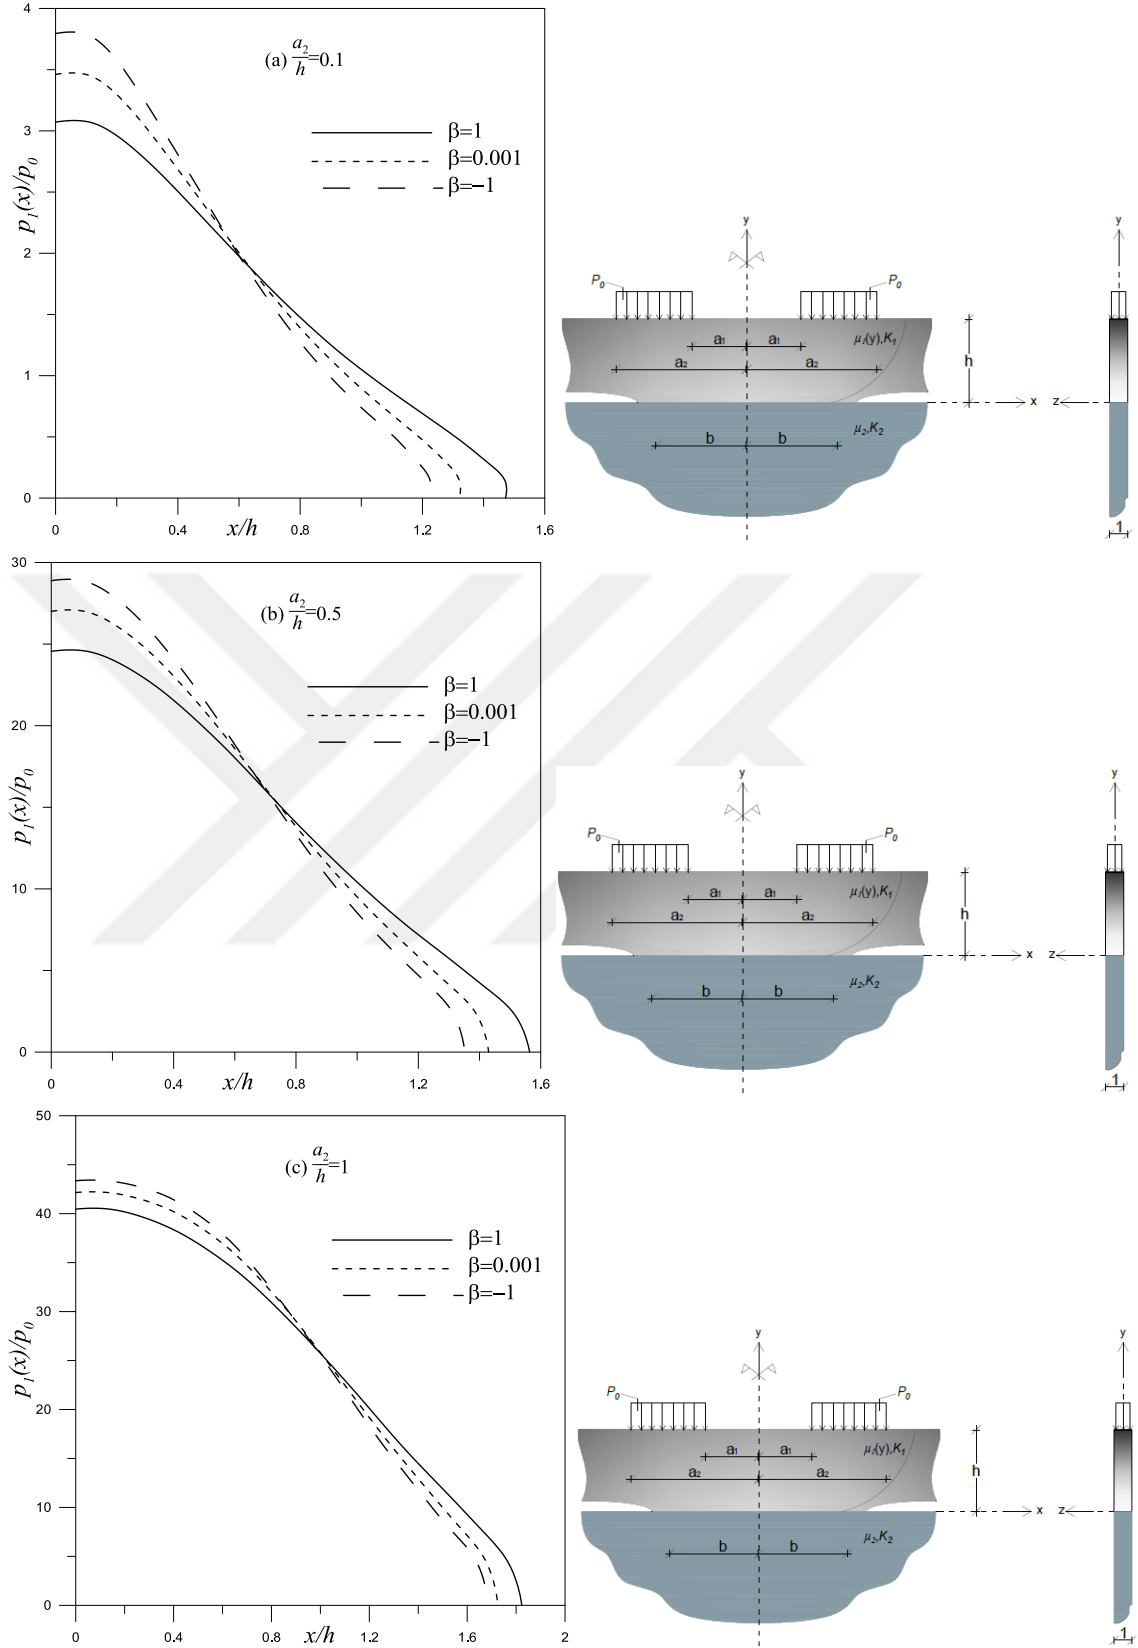 4
3
2
1
0
p₁(x)/p₀
(a) a₂/h=0.1
β=1
β=0.001
β=−1
0 0.4 0.8 1.2 1.6
x/h
y
P₀ P₀
μ₁(y),K₁
a₁ a₁
a₂ a₂
h
x z
μ₂,K₂
b b
y
1
30
20
10
0
p₁(x)/p₀
(b) a₂/h=0.5
β=1
β=0.001
β=−1
0 0.4 0.8 1.2 1.6
x/h
y
P₀ P₀
μ₁(y),K₁
a₁ a₁
a₂ a₂
h
x z
μ₂,K₂
b b
y
1
50
40
30
20
10
0
p₁(x)/p₀
(c) a₂/h=1
β=1
β=0.001
β=−1
0 0.4 0.8 1.2 1.6 2
x/h
y
P₀ P₀
μ₁(y),K₁
a₁ a₁
a₂ a₂
h
x z
μ₂,K₂
b b
y
1